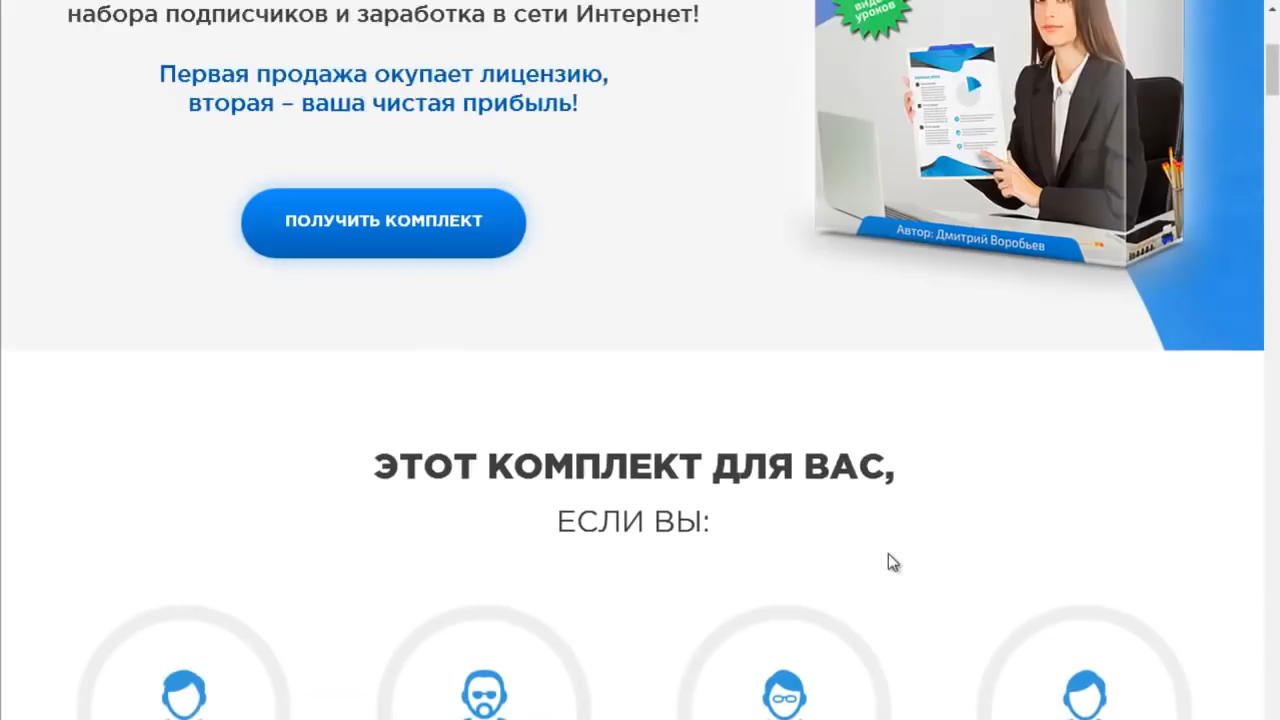 набора подписчиков и заработка в сети Интернет!
Первая продажа окупает лицензию,
вторая – ваша чистая прибыль!
ПОЛУЧИТЬ КОМПЛЕКТ
уроков
Автор: Дмитрий Воробьев
ЭТОТ КОМПЛЕКТ ДЛЯ ВАС,
ЕСЛИ ВЫ: